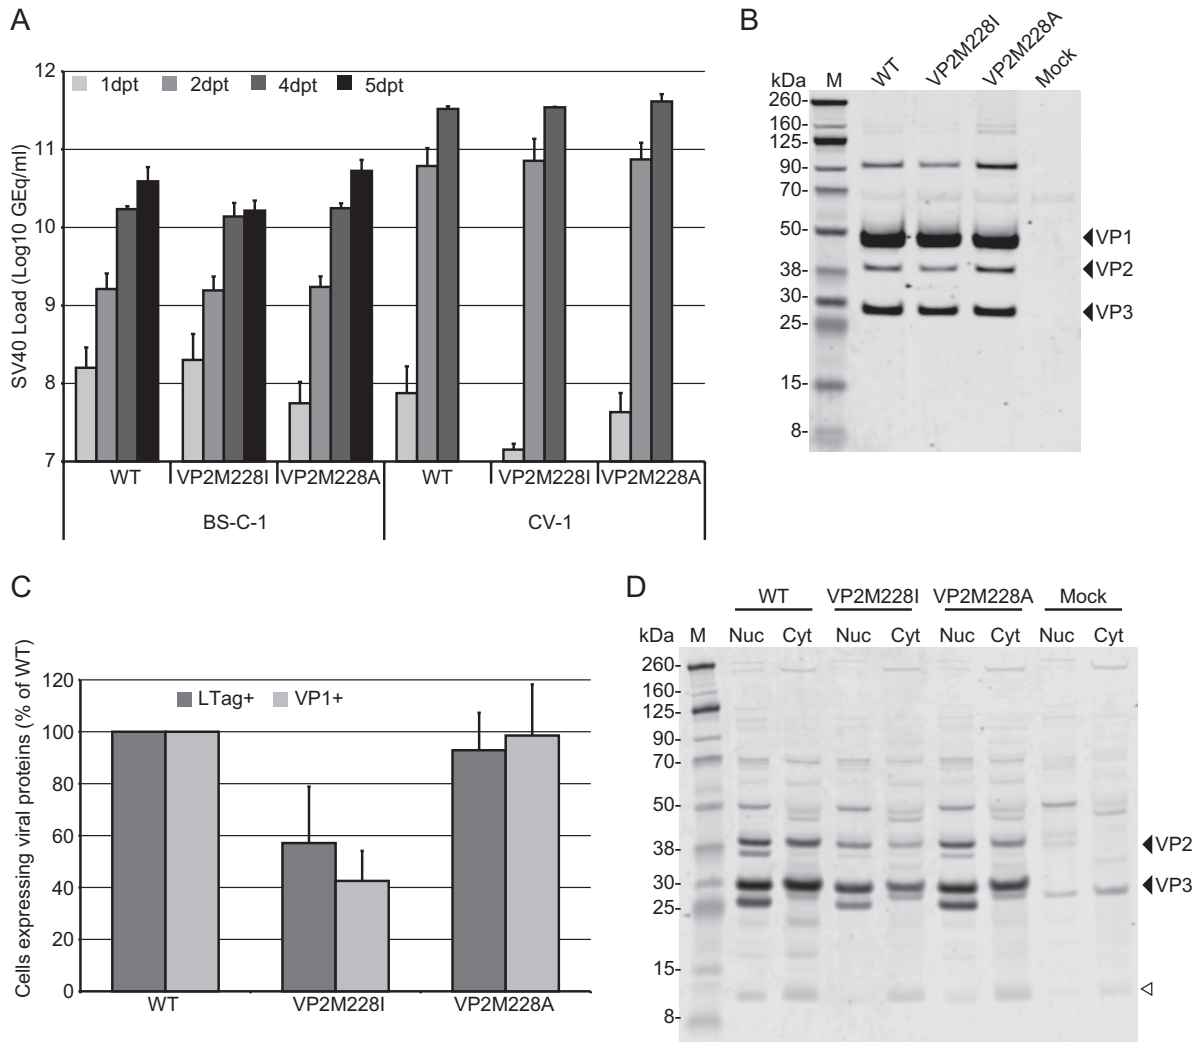 A
1dpt 2dpt 4dpt 5dpt
SV40 Load (Log10 GEq/ml)
12
11
10
9
8
7
WT VP2M228I VP2M228A WT VP2M228I VP2M228A
BS-C-1 CV-1
B
kDa M WT VP2M228I VP2M228A Mock
260-
160-
125-
90-
70-
50-
38-
30-
25-
15-
8-
VP1
VP2
VP3
C
LTag+ VP1+
Cells expressing viral proteins (% of WT)
120
100
80
60
40
20
0
WT VP2M228I VP2M228A
D
WT VP2M228I VP2M228A Mock
kDa M Nuc Cyt Nuc Cyt Nuc Cyt Nuc Cyt
260-
160-
125-
90-
70-
50-
38-
30-
25-
15-
8-
VP2
VP3